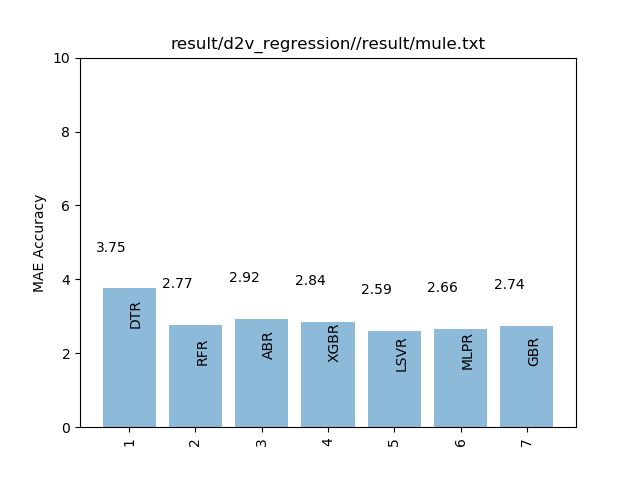 result/d2v_regression//result/mule.txt
MAE Accuracy
10
8
6
4
2
0
3.75
2.77
2.92
2.84
2.59
2.66
2.74
DTR
RFR
ABR
XGBR
LSVR
MLPR
GBR
1
2
3
4
5
6
7